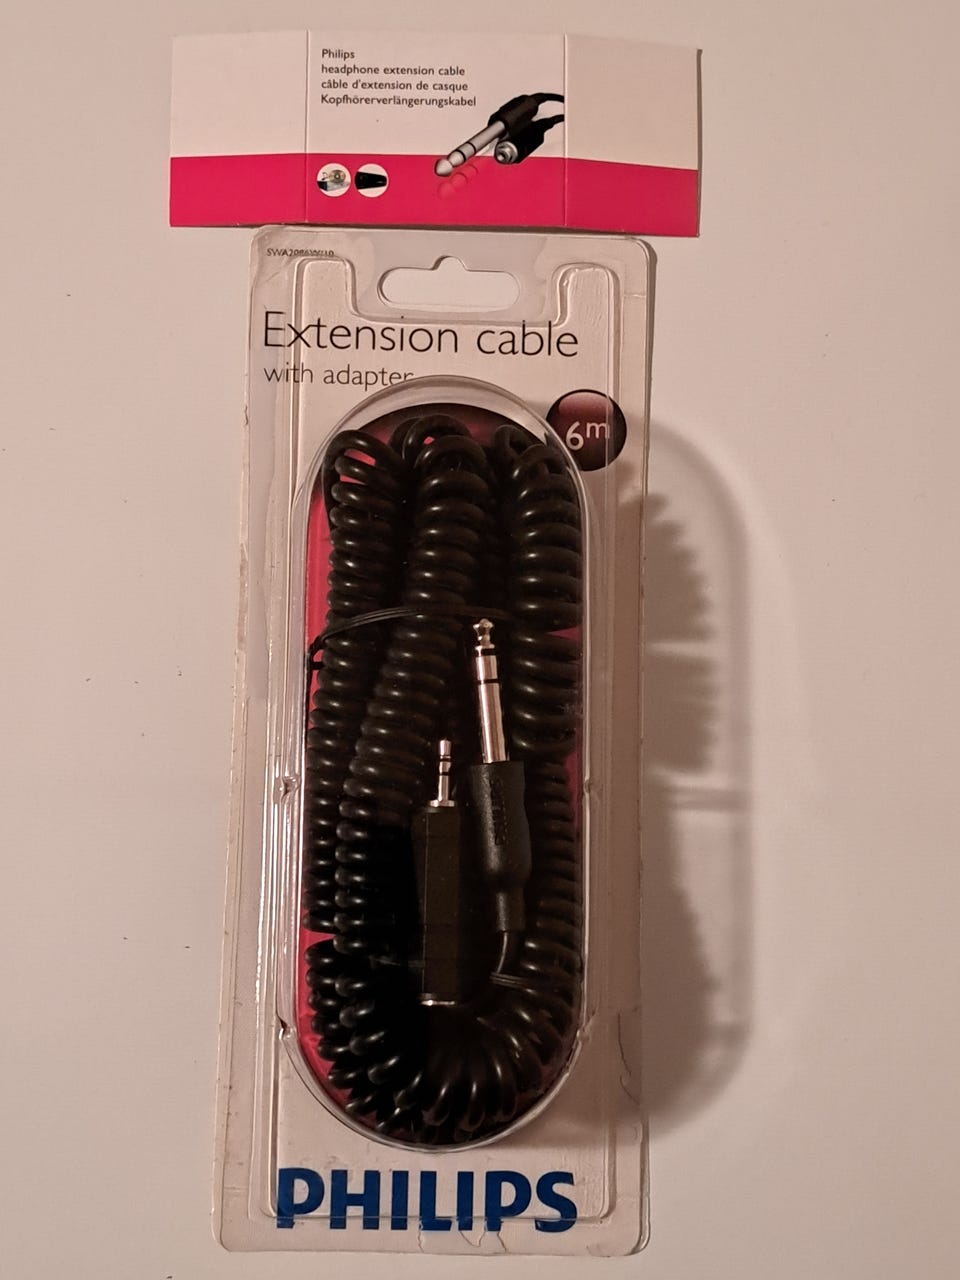 Philips
headphone extension cable
câble d'extension de casque
Kopfhörerverlängerungskabel
Extension cable
with adapter
6m
PHILIPS